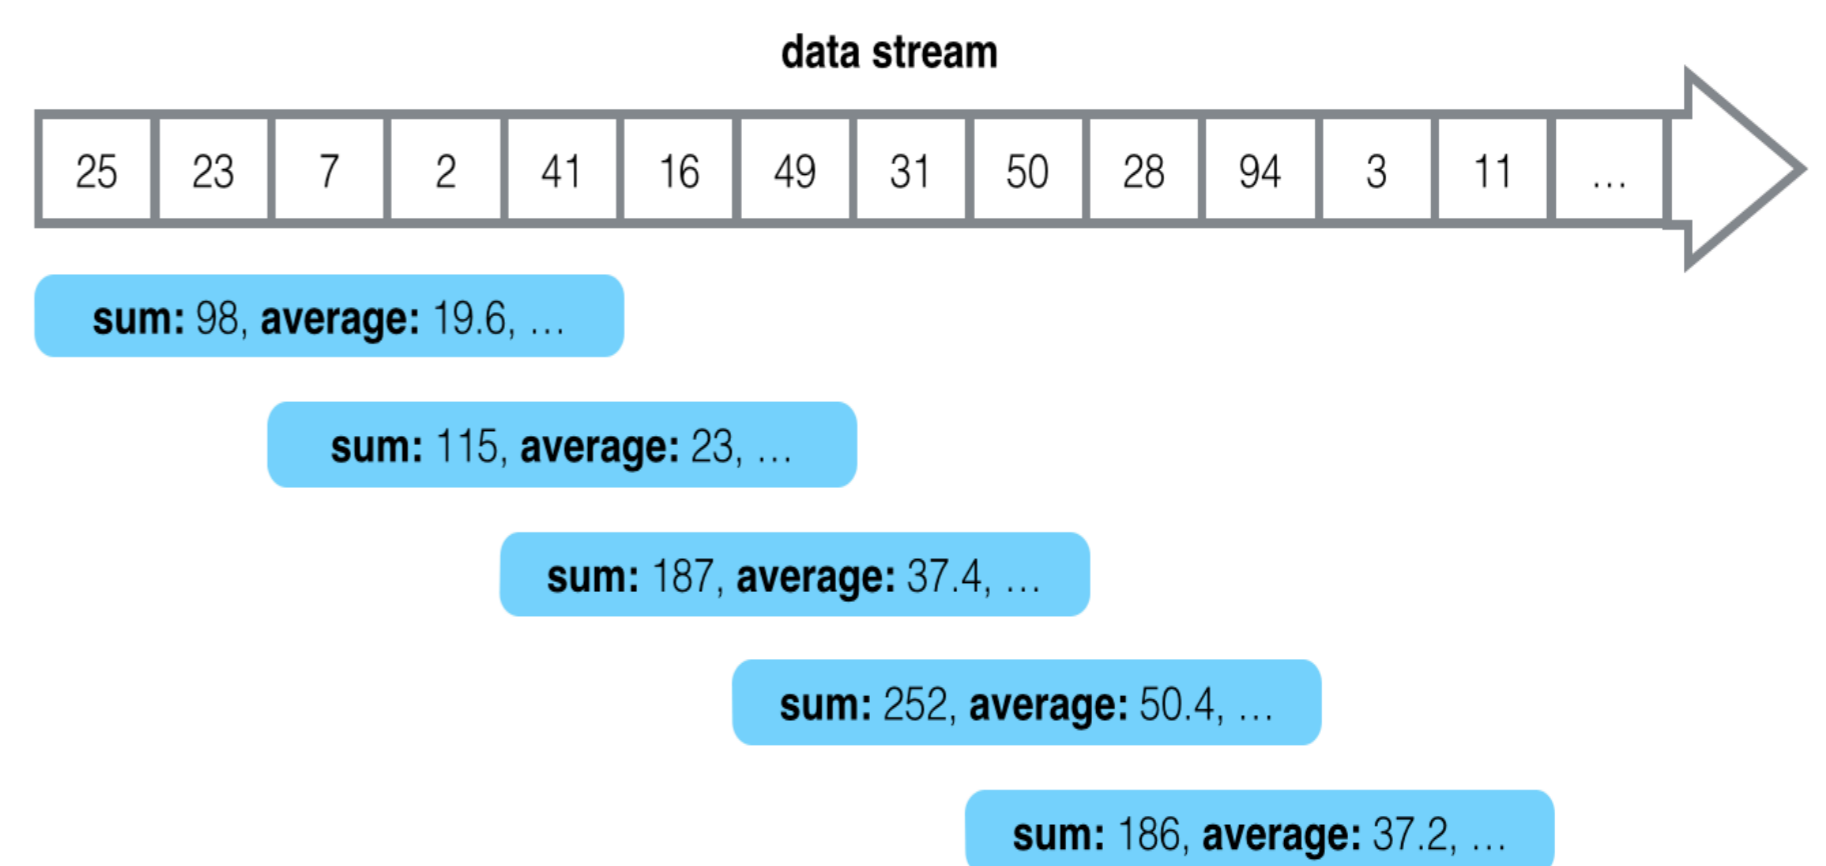 data stream
25 23 7 2 41 16 49 31 50 28 94 3 11 ...
sum: 98, average: 19.6, ...
sum: 115, average: 23, ...
sum: 187, average: 37.4, ...
sum: 252, average: 50.4, ...
sum: 186, average: 37.2, ...